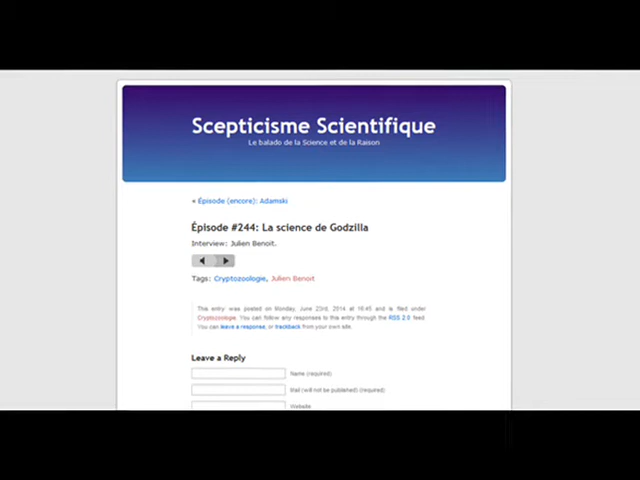 Scepticisme Scientifique
Le balado de la Science et de la Raison
« Épisode (encore): Adamski
Épisode #244: La science de Godzilla
Interview: Julien Benoit.
Tags: Cryptozoologie, Julien Benoit
This entry was posted on Monday, June 23rd, 2014 at 16:45 and is filed under
Cryptozoologie. You can follow any responses to this entry through the RSS 2.0 feed.
You can leave a response, or trackback from your own site.
Leave a Reply
Name (required)
Mail (will not be published) (required)
Website